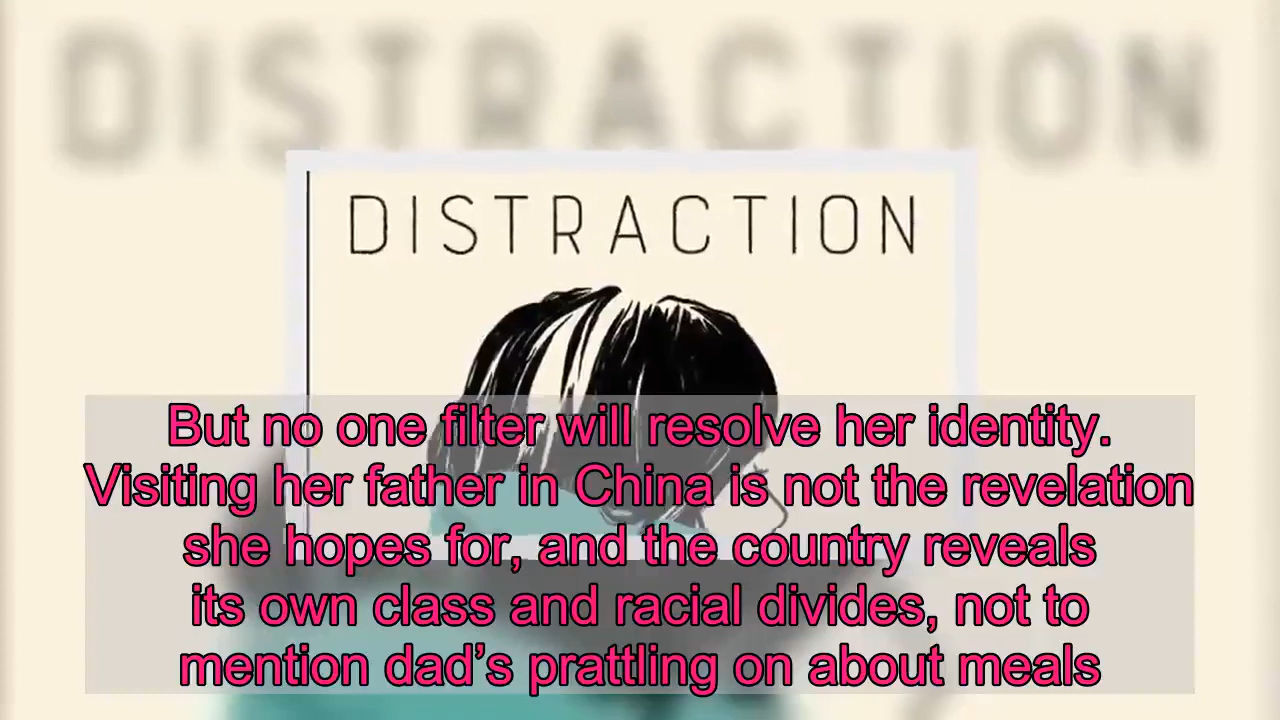 DISTRACTION
DISTRACTION
But no one filter will resolve her identity.
Visiting her father in China is not the revelation
she hopes for, and the country reveals
its own class and racial divides, not to
mention dad’s prattling on about meals